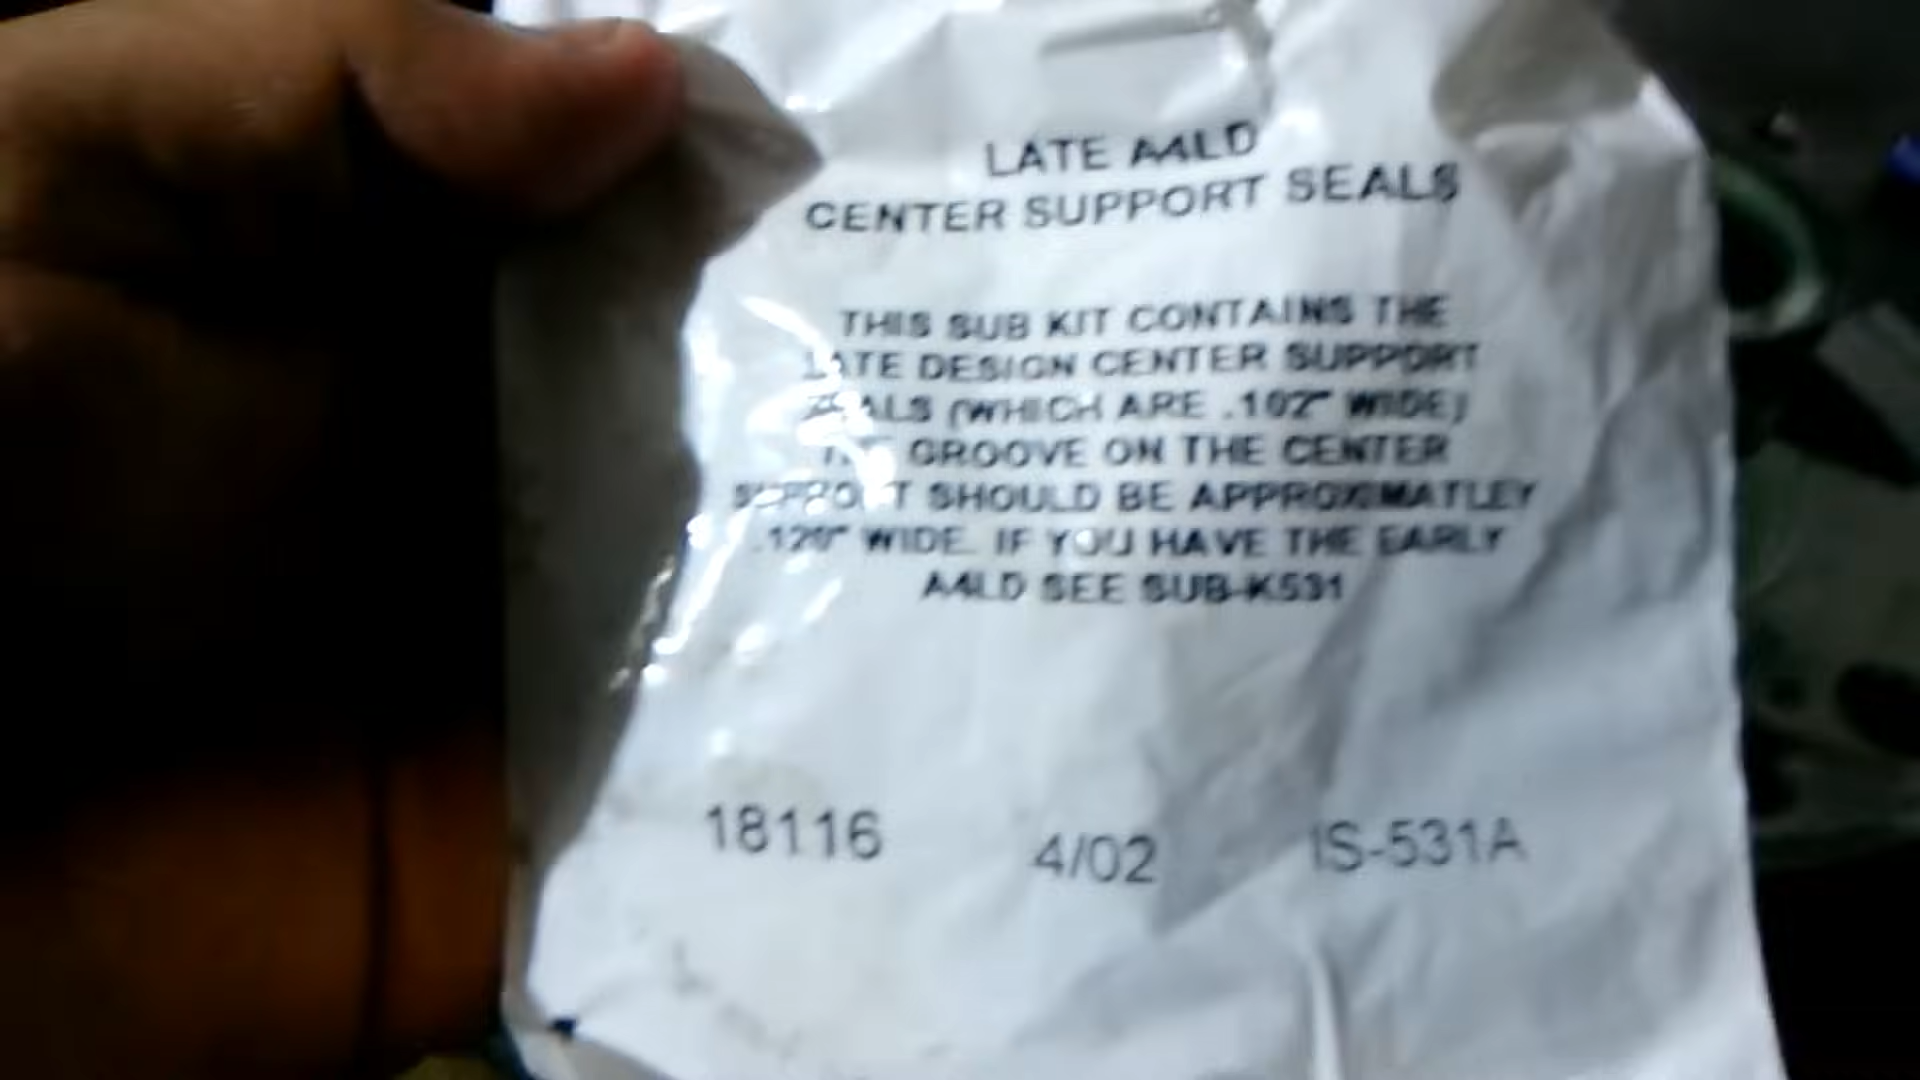 LATE A4LD
CENTER SUPPORT SEALS
THIS SUB KIT CONTAINS THE
LATE DESIGN CENTER SUPPORT
SEALS (WHICH ARE .102" WIDE)
THE GROOVE ON THE CENTER
SUPPORT SHOULD BE APPROXIMATLEY
.120" WIDE. IF YOU HAVE THE EARLY
A4LD SEE SUB-K531
18116 4/02 IS-531A